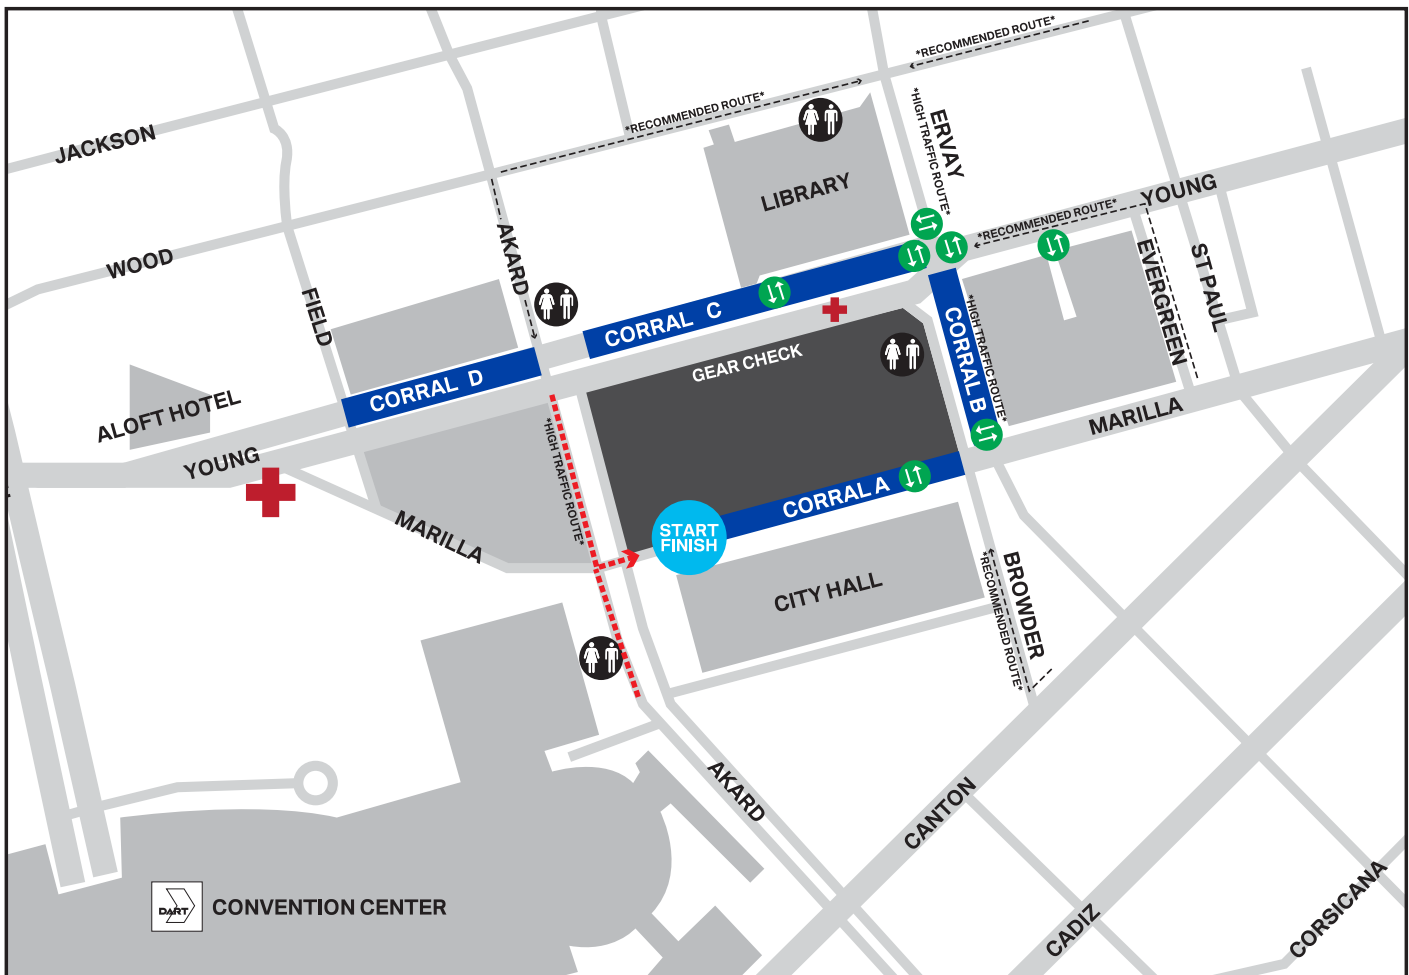 *RECOMMENDED ROUTE*
*RECOMMENDED ROUTE*
*HIGH TRAFFIC ROUTE*
ERVAY
JACKSON
LIBRARY
YOUNG
*RECOMMENDED ROUTE*
WOOD
AKARD
EVERGREEN
ST PAUL
FIELD
CORRAL C
*HIGH TRAFFIC ROUTE*
CORRAL B
GEAR CHECK
CORRAL D
ALOFT HOTEL
MARILLA
YOUNG
*HIGH TRAFFIC ROUTE*
CORRAL A
MARILLA
START
FINISH
CITY HALL
BROWDER
*RECOMMENDED ROUTE*
AKARD
CANTON
DART
CONVENTION CENTER
CADIZ
CORSICANA